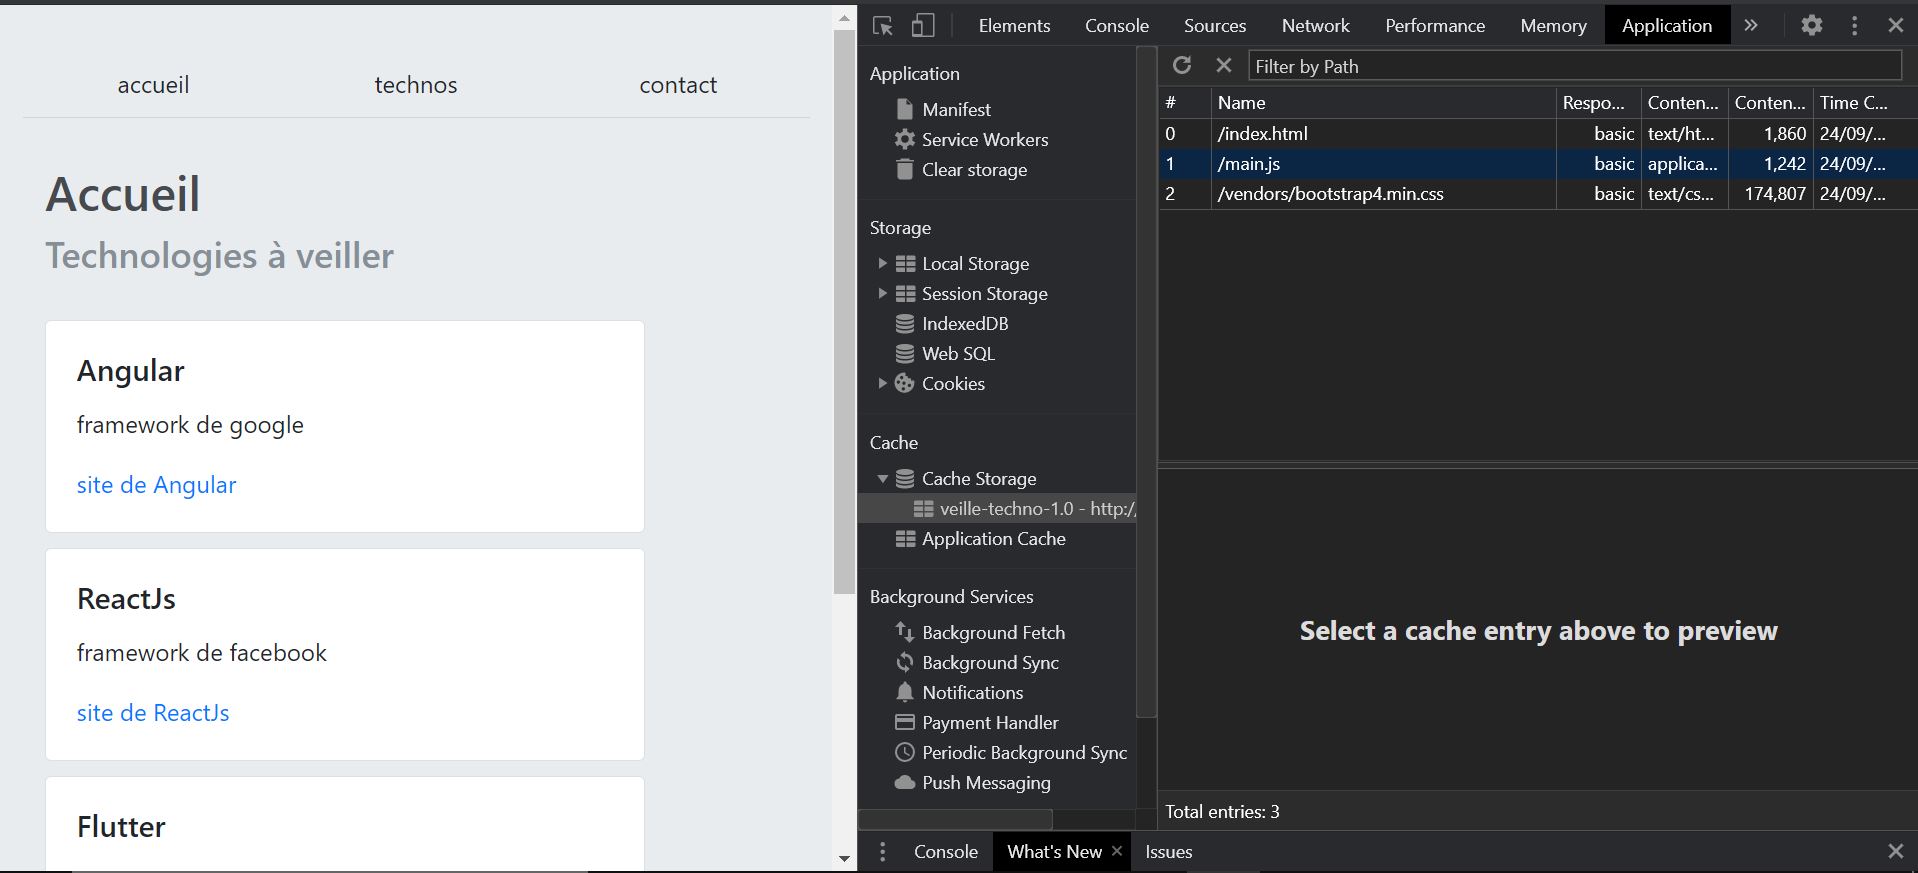 accueil technos contact
Accueil
Technologies à veiller
Angular
framework de google
site de Angular
ReactJs
framework de facebook
site de ReactJs
Flutter
Elements Console Sources Network Performance Memory Application »
Application
Manifest
Service Workers
Clear storage
Storage
Local Storage
Session Storage
IndexedDB
Web SQL
Cookies
Cache
Cache Storage
veille-techno-1.0 - http:/
Application Cache
Background Services
Background Fetch
Background Sync
Notifications
Payment Handler
Periodic Background Sync
Push Messaging
Filter by Path
# Name Respo... Conten... Conten... Time C...
0 /index.html basic text/ht... 1,860 24/09/...
1 /main.js basic applica... 1,242 24/09/...
2 /vendors/bootstrap4.min.css basic text/cs... 174,807 24/09/...
Select a cache entry above to preview
Total entries: 3
Console What's New Issues